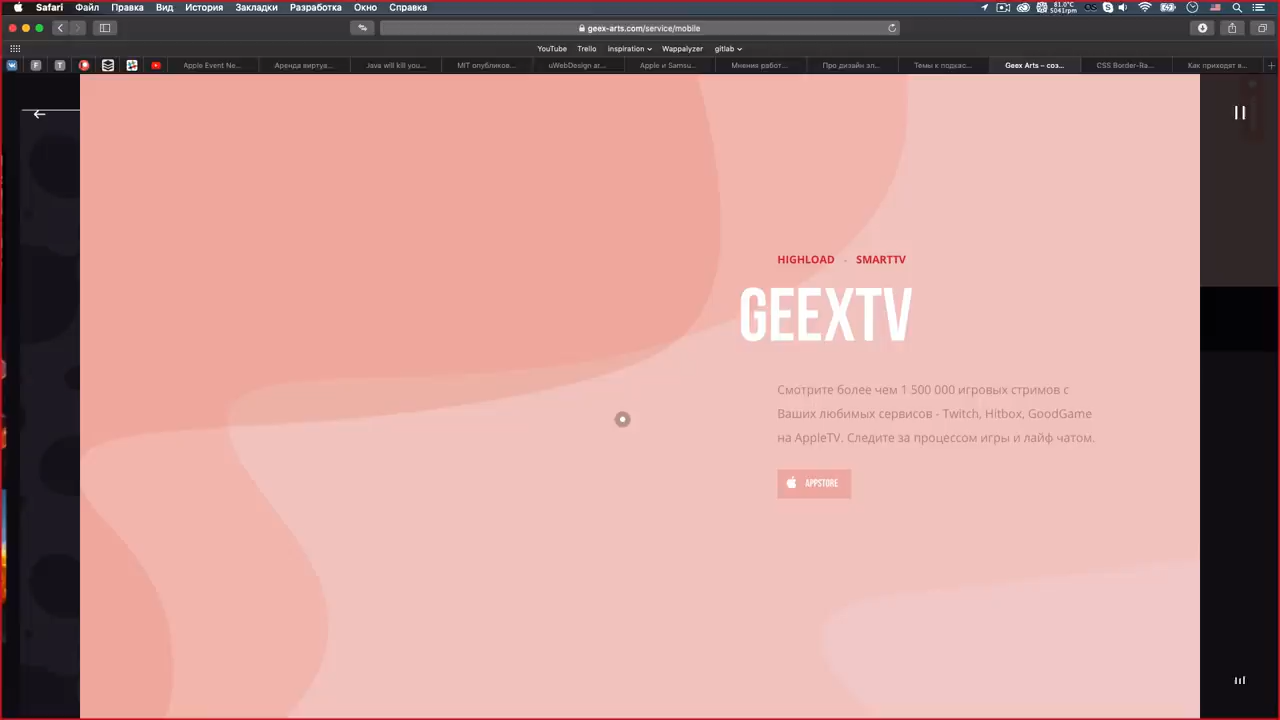 Safari Файл Правка Вид История Закладки Разработка Окно Справка
81.0°C
5041rpm
geex-arts.com/service/mobile
YouTube Trello inspiration Wappalyzer gitlab
Apple Event Ne... Аренда виртуа... Java will kill you... MIT опубликов... uWebDesign ar... Apple и Samsu... Мнения работ... Про дизайн эл... Темы к подкас... Geex Arts – соз... CSS Border-Ra... Как приходят в...
HIGHLOAD - SMARTTV
GEEXTV
Смотрите более чем 1 500 000 игровых стримов с
Ваших любимых сервисов - Twitch, Hitbox, GoodGame
на AppleTV. Следите за процессом игры и лайф чатом.
APPSTORE